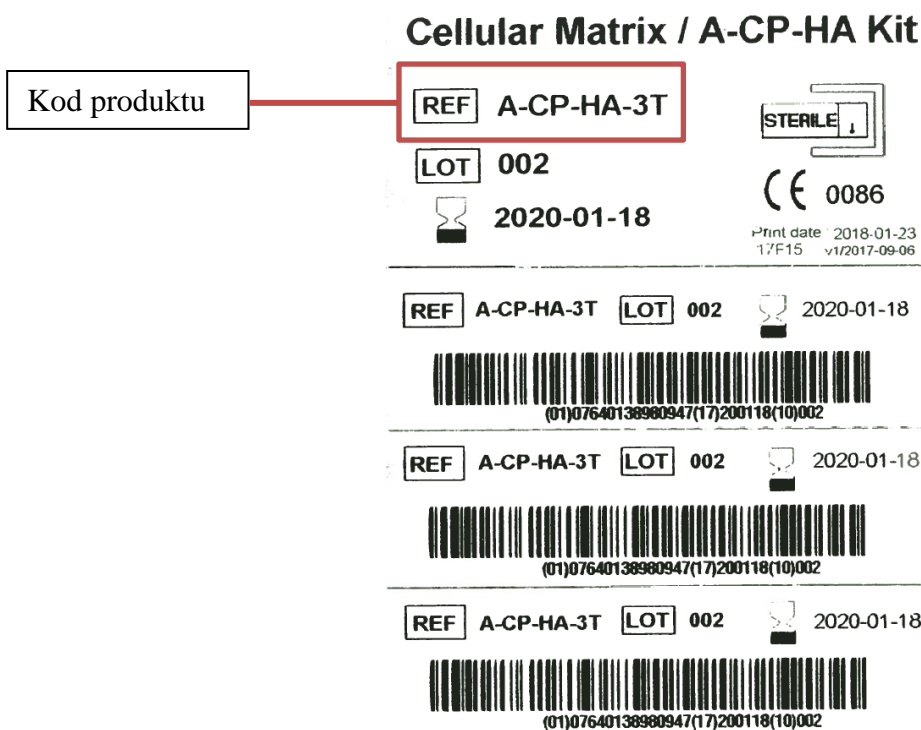 Cellular Matrix / A-CP-HA Kit
Kod produktu
REF A-CP-HA-3T
STERILE
LOT 002
CE 0086
2020-01-18
Print date 2018-01-23
17F15 v1/2017-09-06
REF A-CP-HA-3T LOT 002 2020-01-18
(01)07640138980947(17)200118(10)002
REF A-CP-HA-3T LOT 002 2020-01-18
(01)07640138980947(17)200118(10)002
REF A-CP-HA-3T LOT 002 2020-01-18
(01)07640138980947(17)200118(10)002